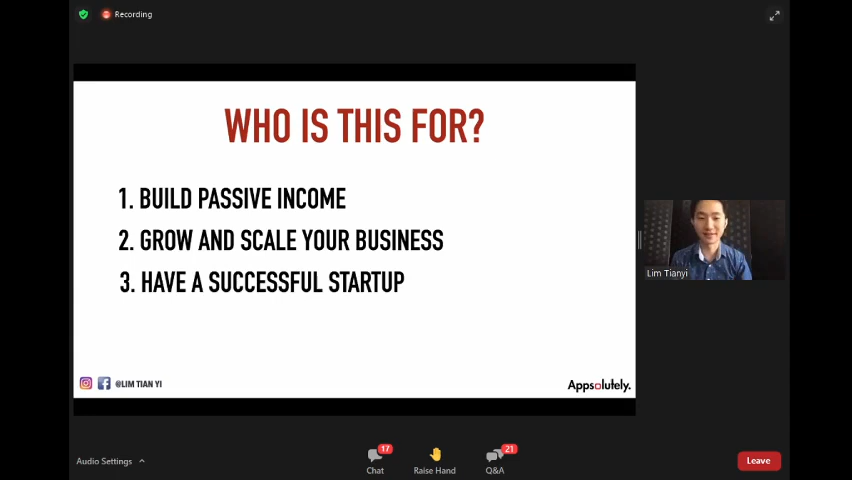 Recording
WHO IS THIS FOR?
1. BUILD PASSIVE INCOME
2. GROW AND SCALE YOUR BUSINESS
3. HAVE A SUCCESSFUL STARTUP
Lim Tianyi
@LIM TIAN YI
Appsolutely.
Audio Settings
17
Chat
Raise Hand
21
Q&A
Leave